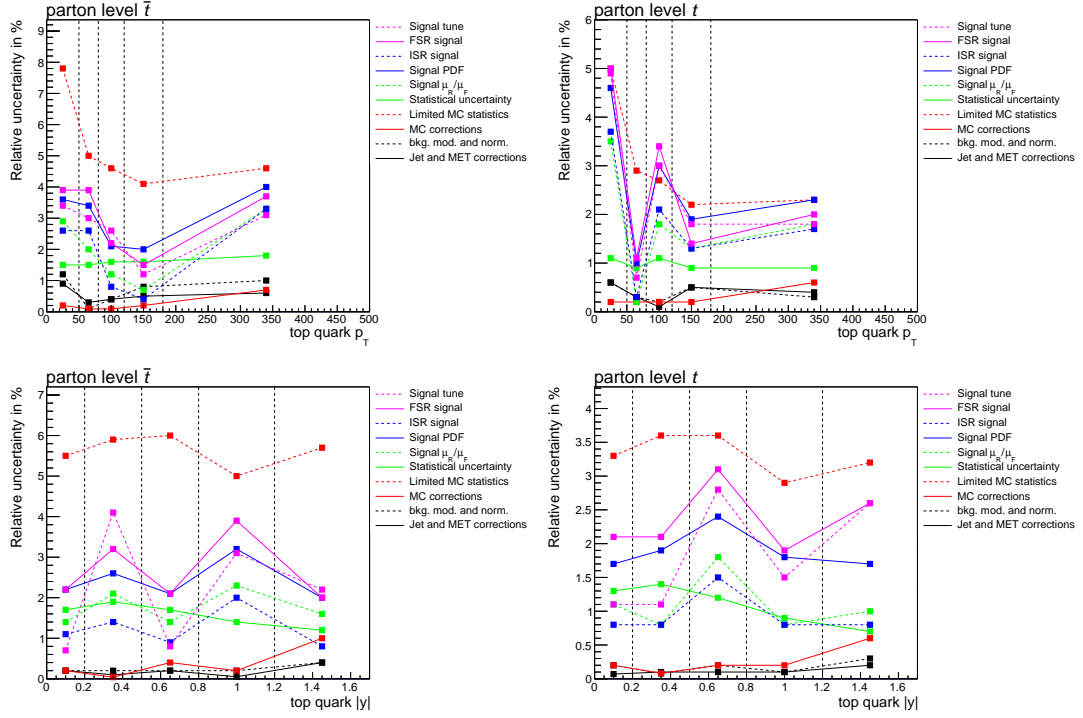 parton level t̄
Relative uncertainty in %
9
8
7
6
5
4
3
2
1
0
0 50 100 150 200 250 300 350 400 450 500
top quark p_T
Signal tune
FSR signal
ISR signal
Signal PDF
Signal μ_R/μ_F
Statistical uncertainty
Limited MC statistics
MC corrections
bkg. mod. and norm.
Jet and MET corrections
parton level t
Relative uncertainty in %
6
5
4
3
2
1
0
0 50 100 150 200 250 300 350 400 450 500
top quark p_T
Signal tune
FSR signal
ISR signal
Signal PDF
Signal μ_R/μ_F
Statistical uncertainty
Limited MC statistics
MC corrections
bkg. mod. and norm.
Jet and MET corrections
parton level t̄
Relative uncertainty in %
7
6
5
4
3
2
1
0
0 0.2 0.4 0.6 0.8 1 1.2 1.4 1.6
top quark |y|
Signal tune
FSR signal
ISR signal
Signal PDF
Signal μ_R/μ_F
Statistical uncertainty
Limited MC statistics
MC corrections
bkg. mod. and norm.
Jet and MET corrections
parton level t
Relative uncertainty in %
4
3.5
3
2.5
2
1.5
1
0.5
0
0 0.2 0.4 0.6 0.8 1 1.2 1.4 1.6
top quark |y|
Signal tune
FSR signal
ISR signal
Signal PDF
Signal μ_R/μ_F
Statistical uncertainty
Limited MC statistics
MC corrections
bkg. mod. and norm.
Jet and MET corrections